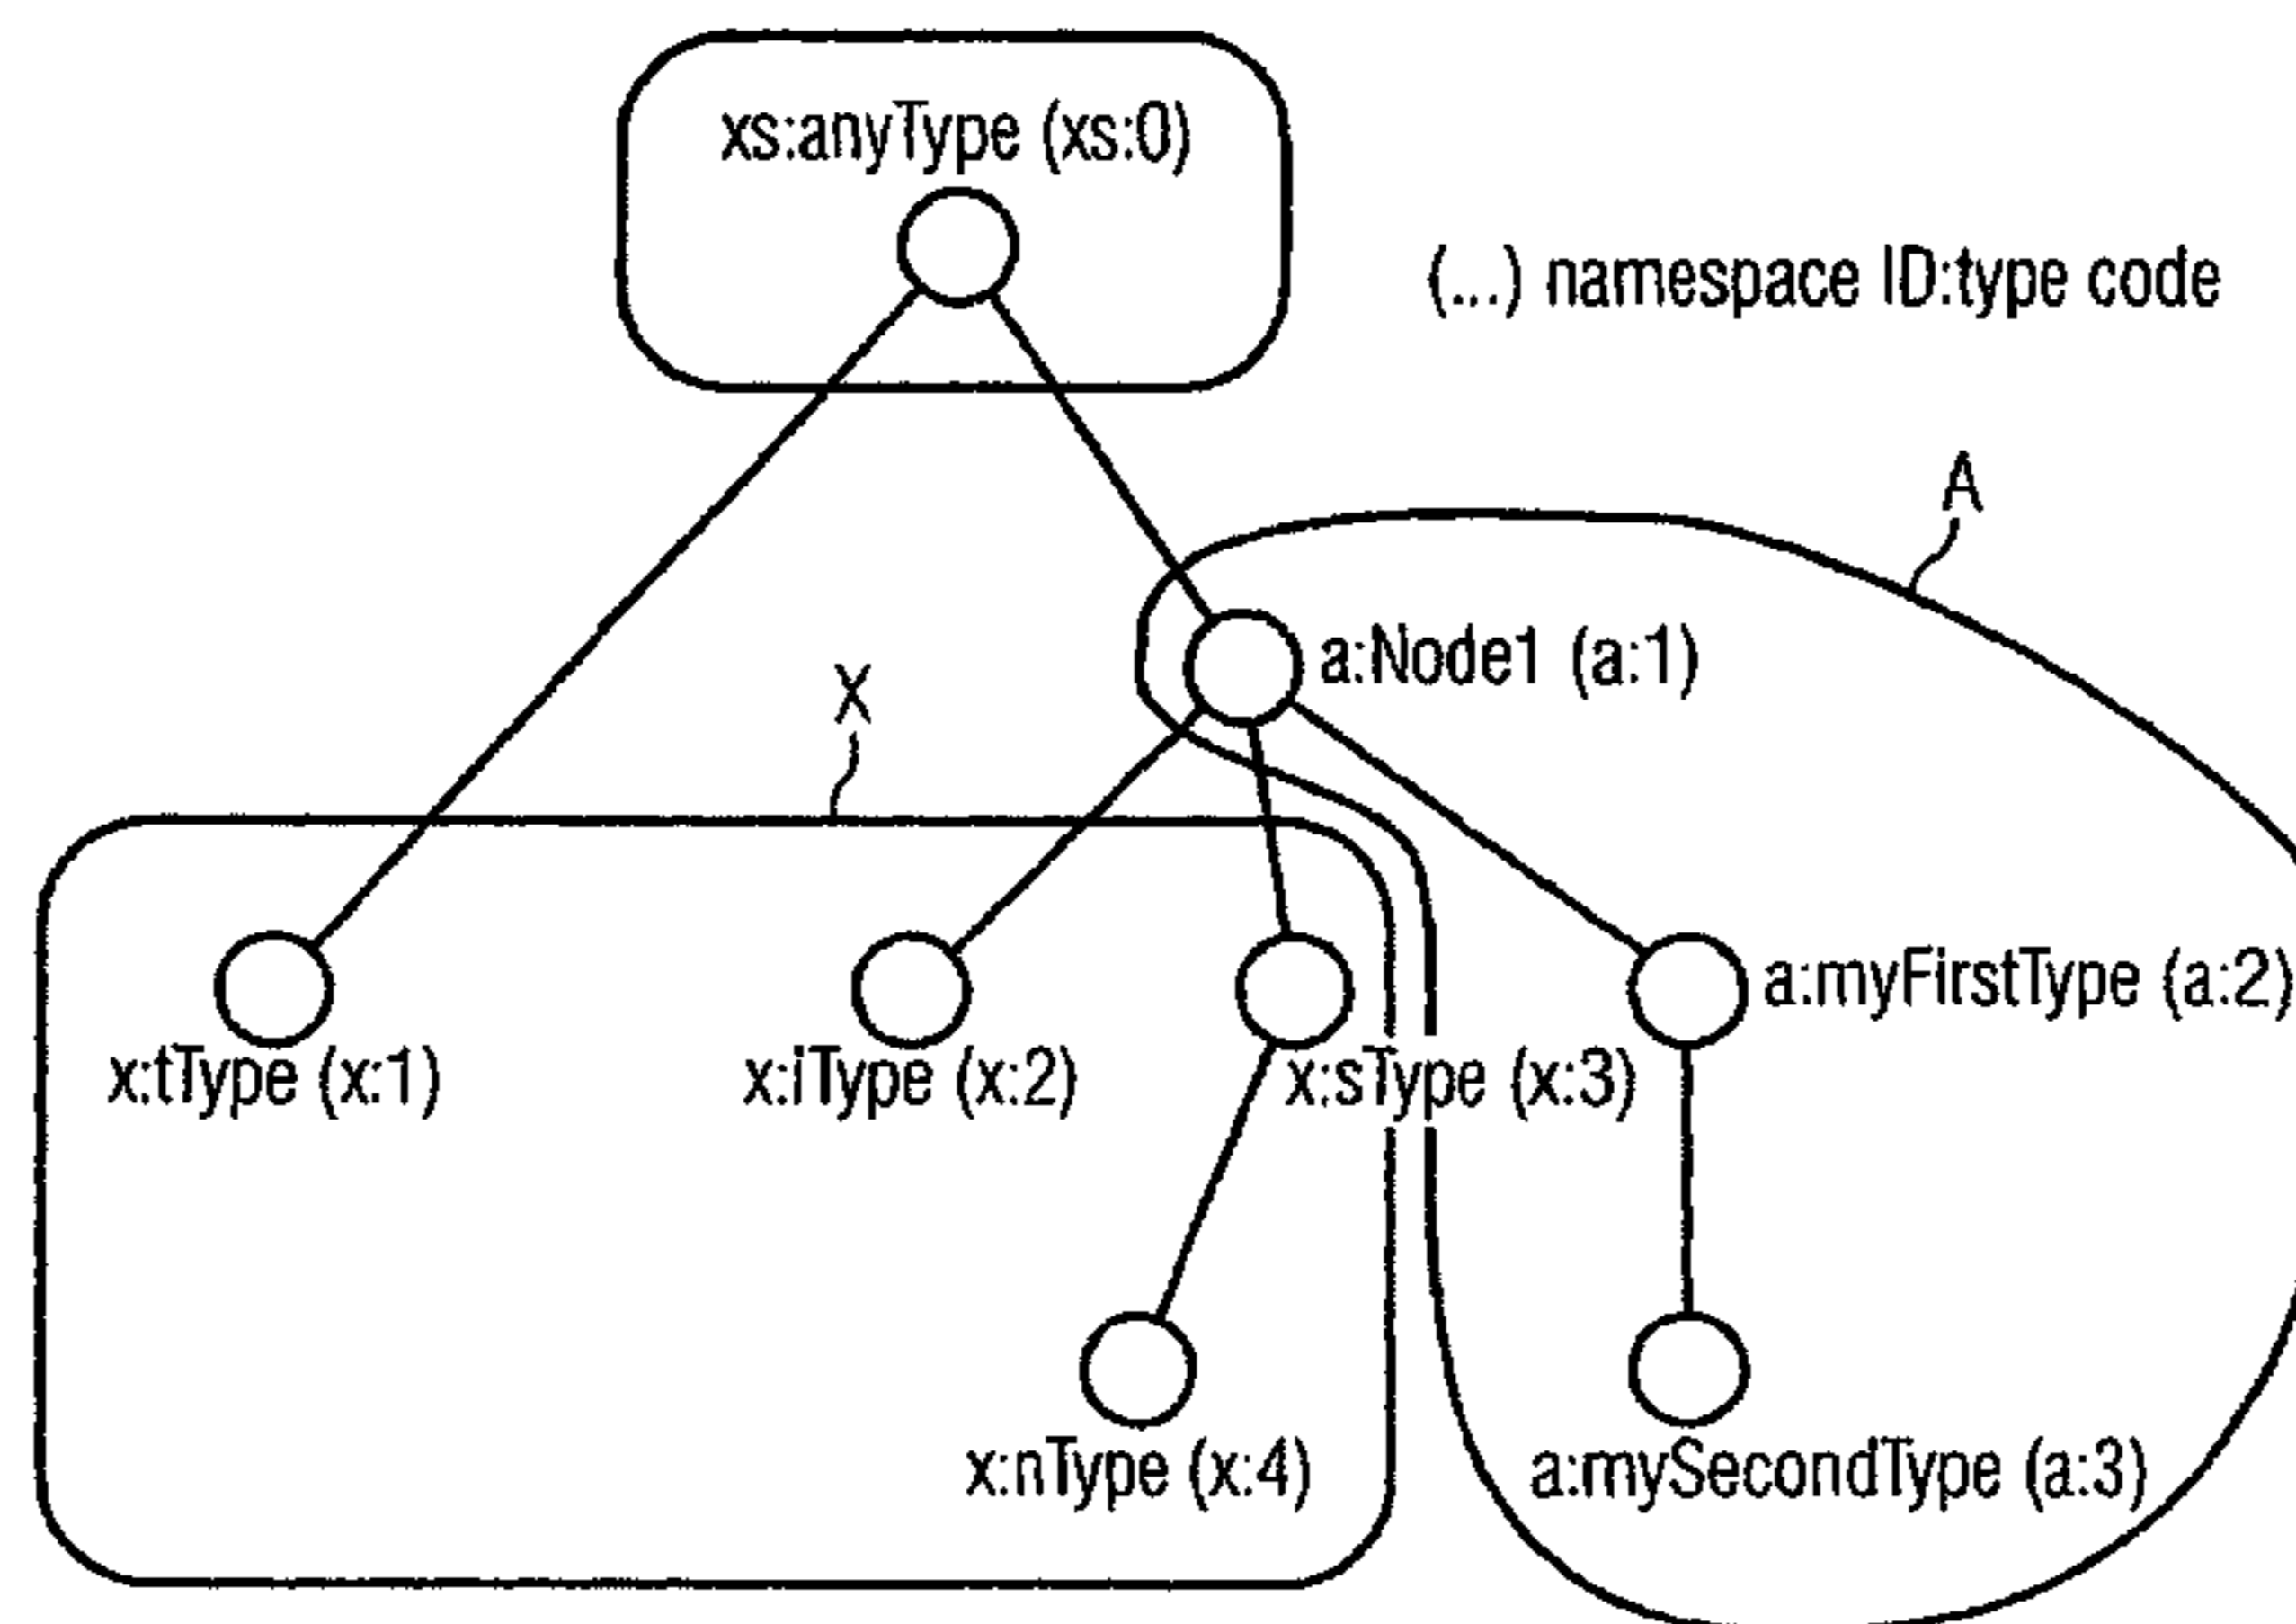 xs:anyType (xs:0)
(...) namespace ID:type code
A
a:Node1 (a:1)
X
a:myFirstType (a:2)
x:tType (x:1)
x:iType (x:2)
x:sType (x:3)
x:nType (x:4)
a:mySecondType (a:3)